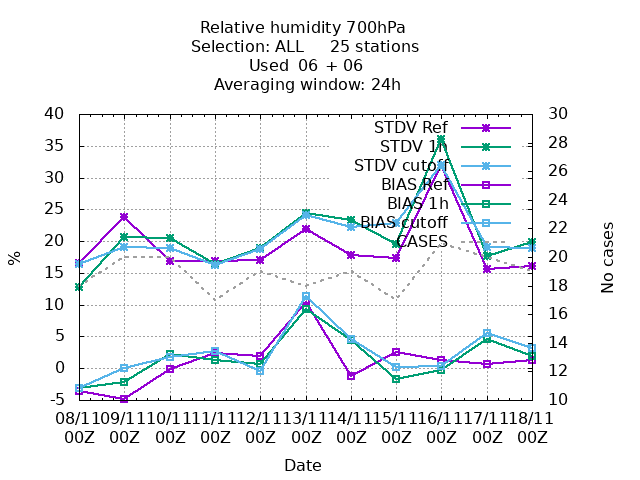 Relative humidity 700hPa
Selection: ALL 25 stations
Used 06 + 06
Averaging window: 24h
40
35
30
25
20
15
10
5
0
-5
%
30
28
26
24
22
20
18
16
14
12
10
No cases
STDV Ref
STDV 1h
STDV cutoff
BIAS Ref
BIAS 1h
BIAS cutoff
CASES
08/11 09/11 10/11 11/11 12/11 13/11 14/11 15/11 16/11 17/11 18/11
00Z 00Z 00Z 00Z 00Z 00Z 00Z 00Z 00Z 00Z 00Z
Date